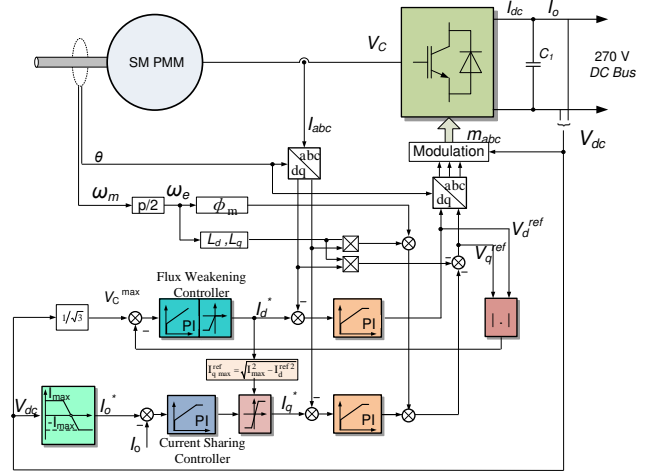 SM PMM
V_C
I_dc
I_o
C_1
270 V
DC Bus
V_dc
I_abc
θ
abc
dq
m_abc
Modulation
abc
dq
ω_m
p/2
ω_e
ϕ_m
L_d ,L_q
V_d^ref
V_q^ref
Flux Weakening
Controller
V_C^max
1/√3
PI
I_d^*
PI
| . |
I_q max^ref = √I_max^2 − I_d^ref 2
V_dc
I_max
-I_max
I_o^*
I_o
PI
Current Sharing
Controller
I_q^*
PI